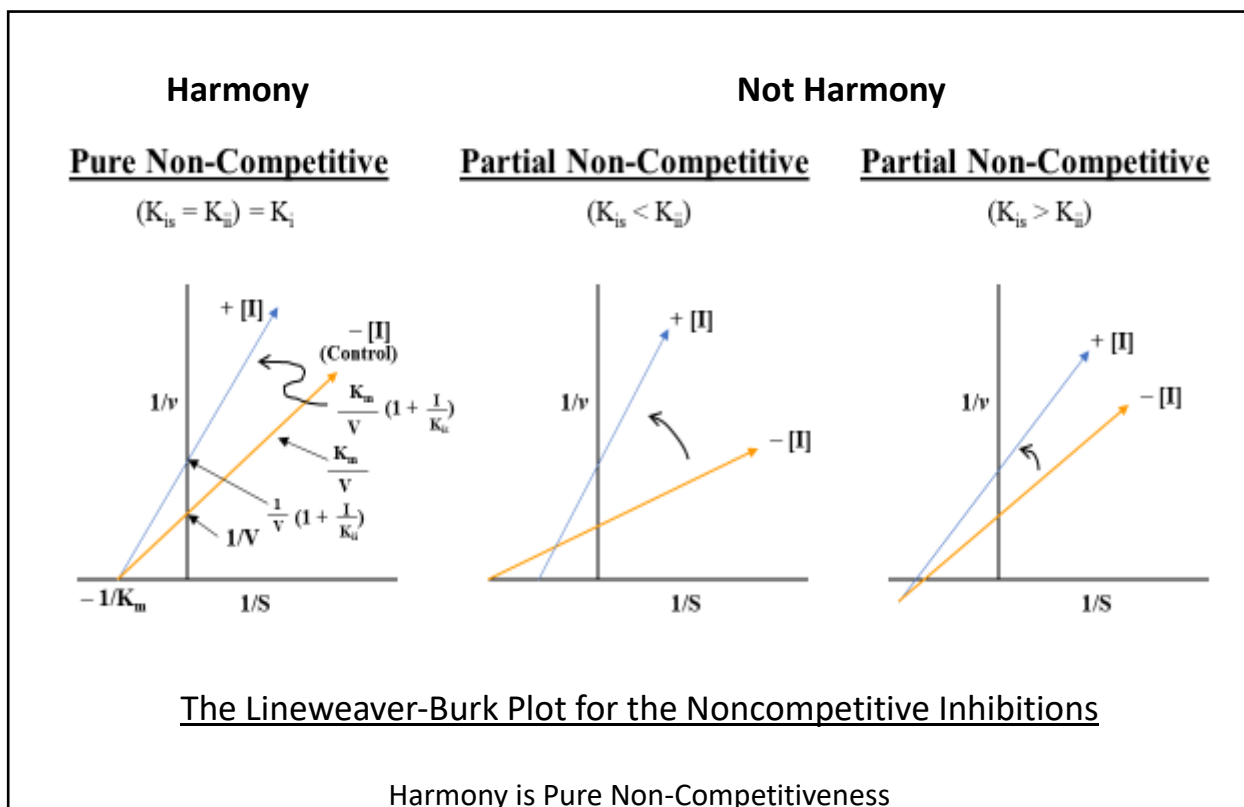 Harmony
Not Harmony
Pure Non-Competitive
(Kis = Kii) = Ki
Partial Non-Competitive
(Kis < Kii)
Partial Non-Competitive
(Kis > Kii)
+ [I]
– [I]
(Control)
1/v
Km/V (1 + I/Kis)
Km/V
1/V (1 + I/Kii)
1/V
– 1/Km
1/S
+ [I]
1/v
– [I]
1/S
+ [I]
1/v
– [I]
1/S
The Lineweaver-Burk Plot for the Noncompetitive Inhibitions
Harmony is Pure Non-Competitiveness